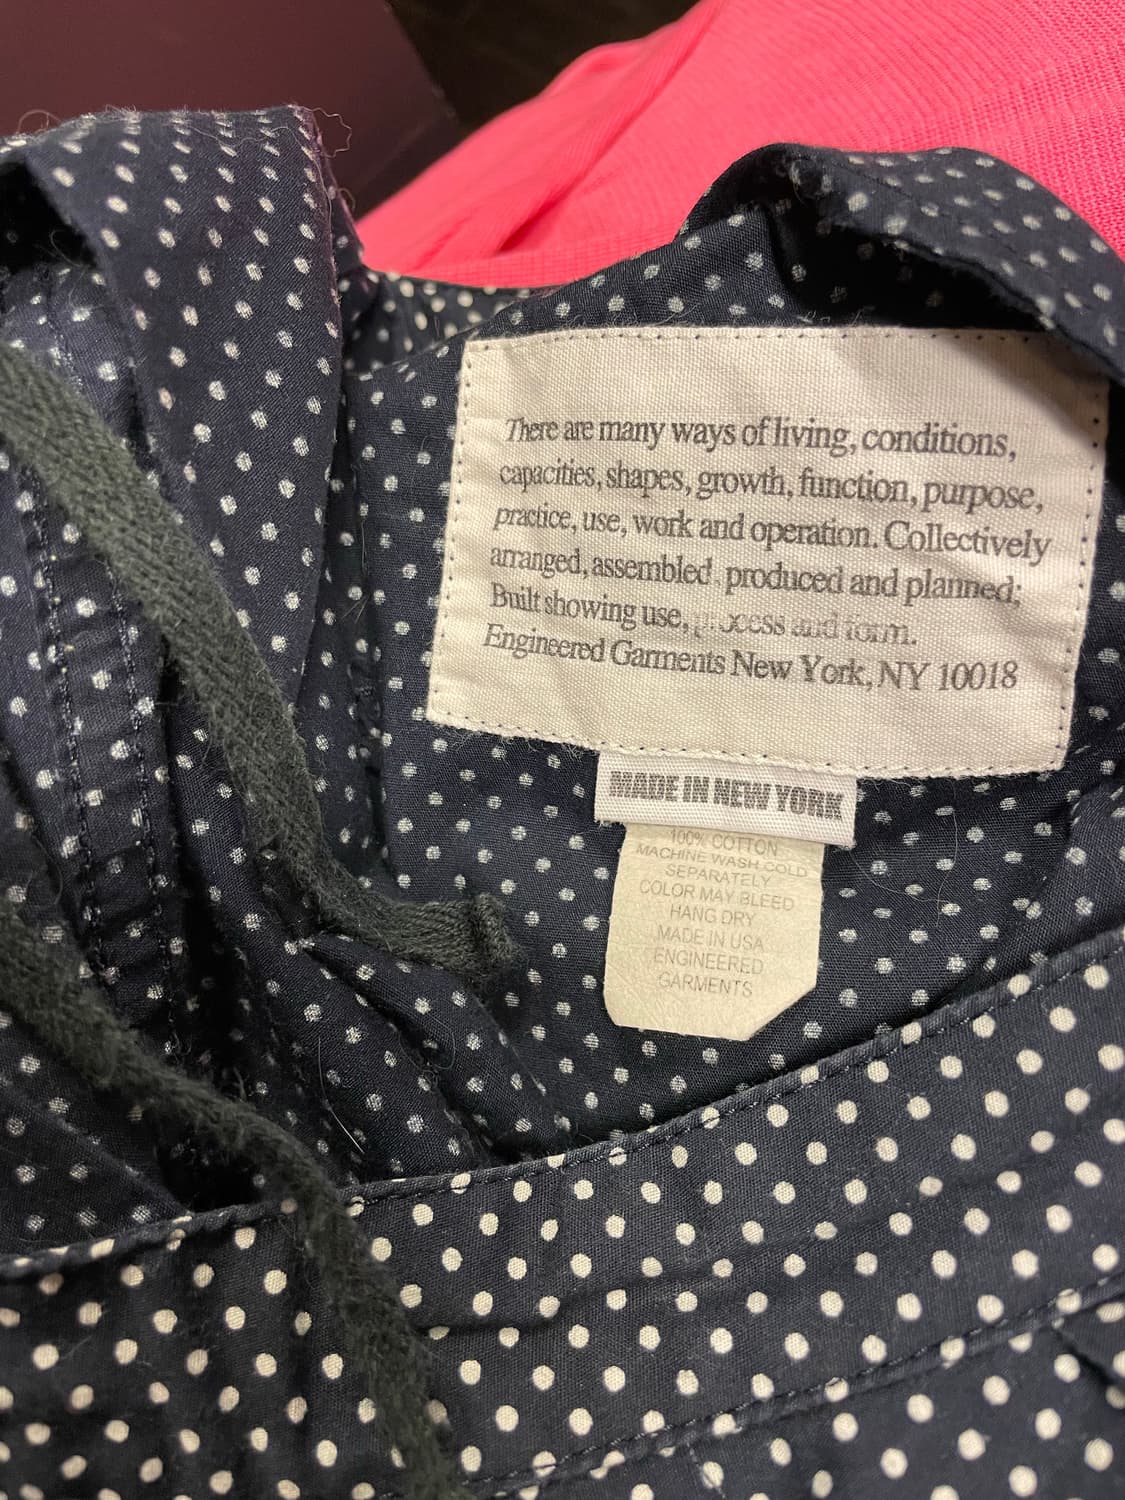 There are many ways of living, conditions,
capacities, shapes, growth, function, purpose,
practice, use, work and operation. Collectively
arranged, assembled, produced and planned;
Built showing use, process and form.
Engineered Garments New York, NY 10018
MADE IN NEW YORK
100% COTTON
MACHINE WASH COLD
SEPARATELY
COLOR MAY BLEED
HANG DRY
MADE IN USA
ENGINEERED
GARMENTS